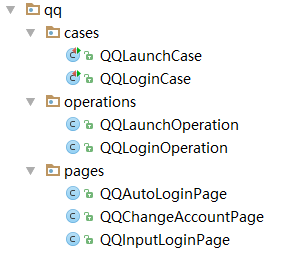 qq
cases
QQLaunchCase
QQLoginCase
operations
QQLaunchOperation
QQLoginOperation
pages
QQAutoLoginPage
QQChangeAccountPage
QQInputLoginPage